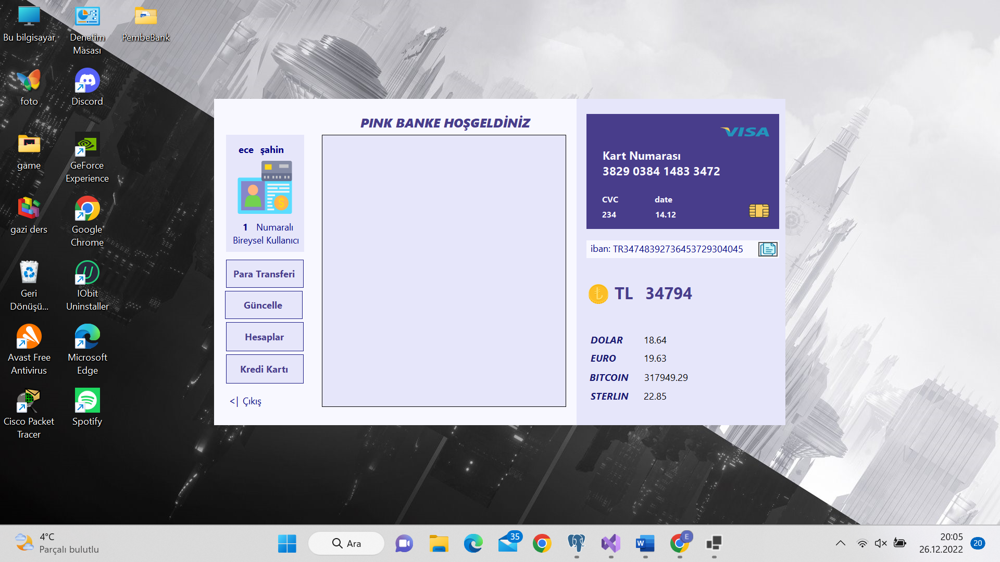 Bu bilgisayar
Denetim
Masası
PembeBank
foto
Discord
game
GeForce
Experience
gazi ders
Google
Chrome
Geri
Dönüşü...
IObit
Uninstaller
Avast Free
Antivirus
Microsoft
Edge
Cisco Packet
Tracer
Spotify
PINK BANKE HOŞGELDİNİZ
ece şahin
1 Numaralı
Bireysel Kullanıcı
Para Transferi
Güncelle
Hesaplar
Kredi Kartı
<| Çıkış
VISA
Kart Numarası
3829 0384 1483 3472
CVC date
234 14.12
iban: TR34748392736453729304045
TL 34794
DOLAR 18.64
EURO 19.63
BITCOIN 317949.29
STERLIN 22.85
4°C
Parçalı bulutlu
Ara
35
E
20:05
26.12.2022
20